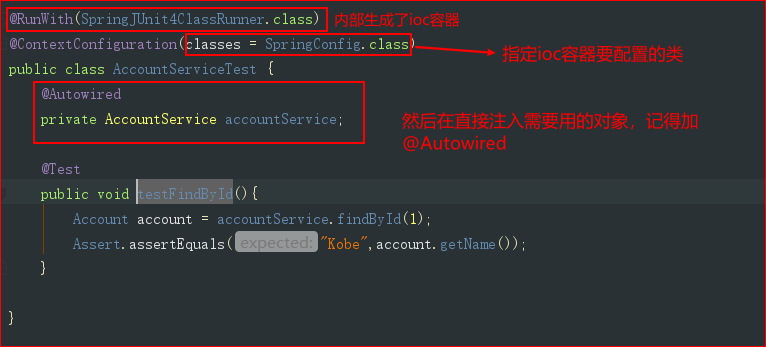 @RunWith(SpringJUnit4ClassRunner.class) 内部生成了ioc容器
@ContextConfiguration(classes = SpringConfig.class)
指定ioc容器要配置的类
public class AccountServiceTest {
@Autowired
private AccountService accountService;
然后在直接注入需要用的对象，记得加
@Autowired
@Test
public void testFindById(){
Account account = accountService.findById(1);
Assert.assertEquals( expected: "Kobe",account.getName());
}
}